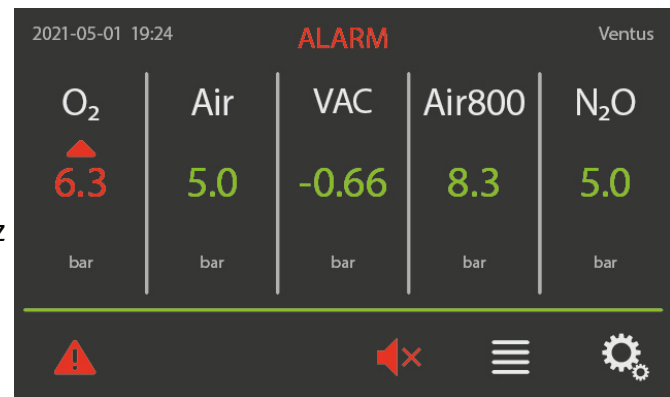 2021-05-01 19:24 ALARM Ventus
O₂ Air VAC Air800 N₂O
6.3 5.0 -0.66 8.3 5.0
z
bar bar bar bar bar